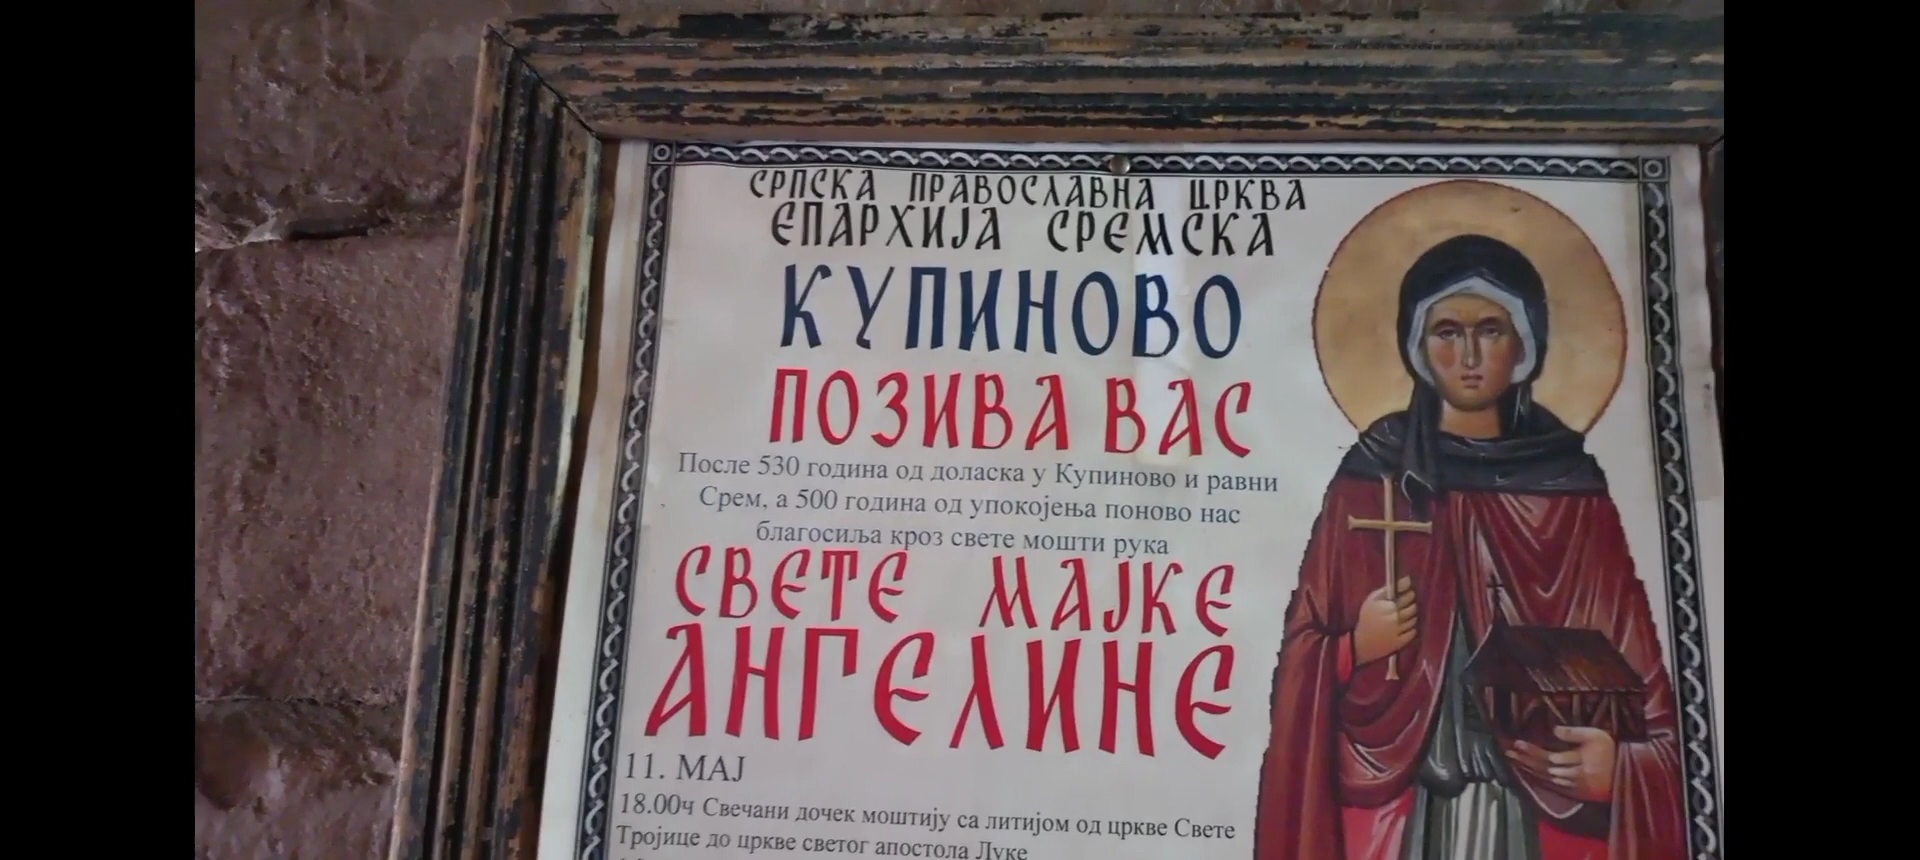 СРПСКА ПРАВОСЛАВНА ЦРКВА
ЕПАРХИЈА СРЕМСКА
КУПИНОВО
ПОЗИВА ВАС
После 530 година од доласка у Купиново и равни
Срем, а 500 година од упокојења поново нас
благосиља кроз свете мошти рука
СВЕТЕ МАЈКЕ
АНГЕЛИНЕ
11. МАЈ
18.00ч Свечани дочек моштију са литијом од цркве Свете
Тројице до цркве светог апостола Луке